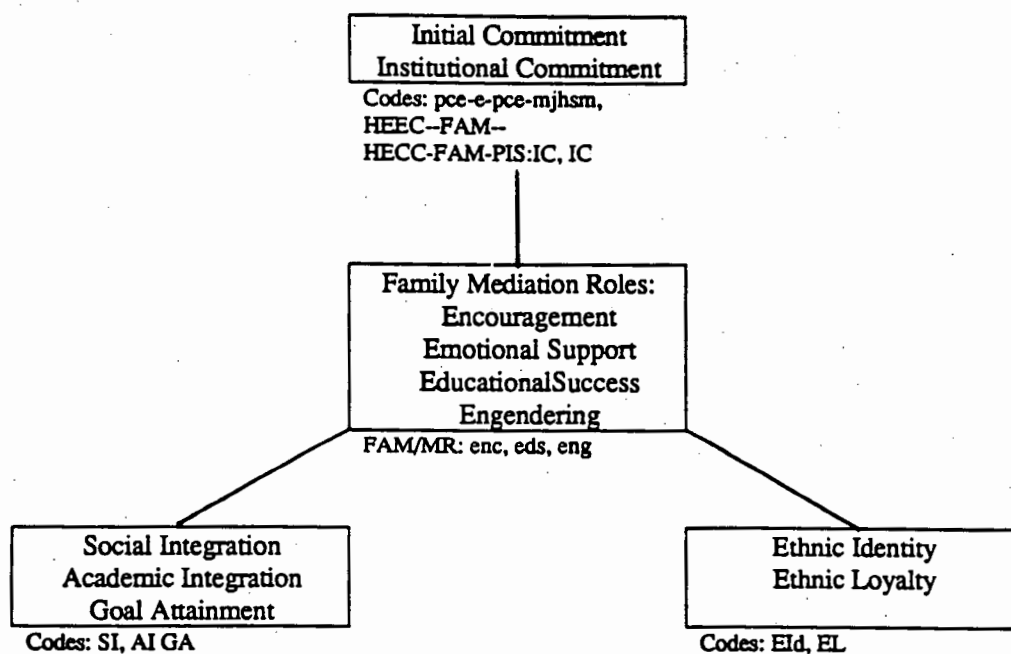 Initial Commitment
Institutional Commitment
Codes: pce-e-pce-mjhsm,
HEEC--FAM--
HECC-FAM-PIS:IC, IC
Family Mediation Roles:
Encouragement
Emotional Support
EducationalSuccess
Engendering
FAM/MR: enc, eds, eng
Social Integration
Academic Integration
Goal Attainment
Codes: SI, AI GA
Ethnic Identity
Ethnic Loyalty
Codes: EId, EL